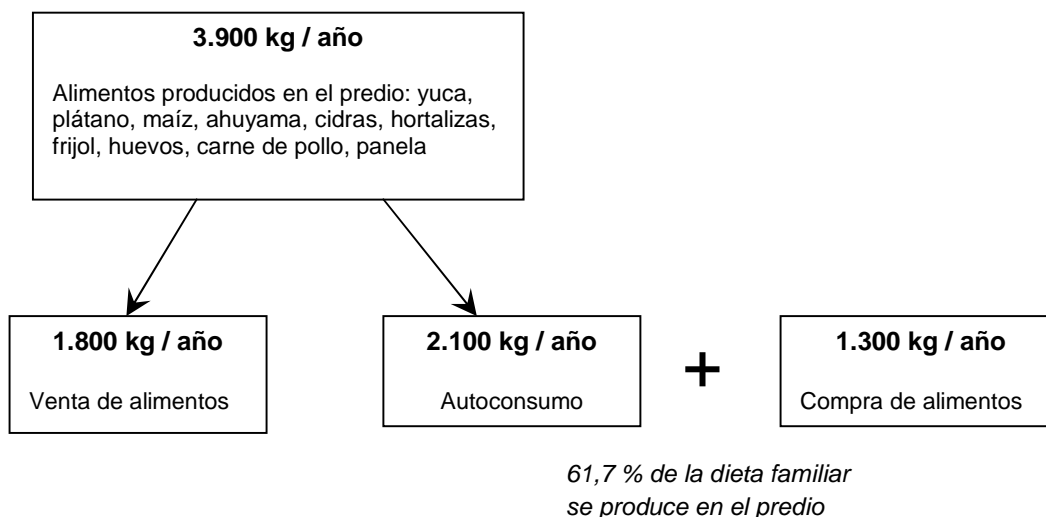 3.900 kg / año
Alimentos producidos en el predio: yuca,
plátano, maíz, ahuyama, cidras, hortalizas,
frijol, huevos, carne de pollo, panela
1.800 kg / año
Venta de alimentos
2.100 kg / año
Autoconsumo
+
1.300 kg / año
Compra de alimentos
61,7 % de la dieta familiar
se produce en el predio